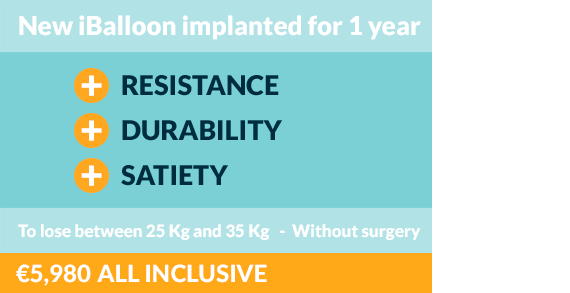 New iBalloon implanted for 1 year
RESISTANCE
DURABILITY
SATIETY
To lose between 25 Kg and 35 Kg - Without surgery
€5,980 ALL INCLUSIVE